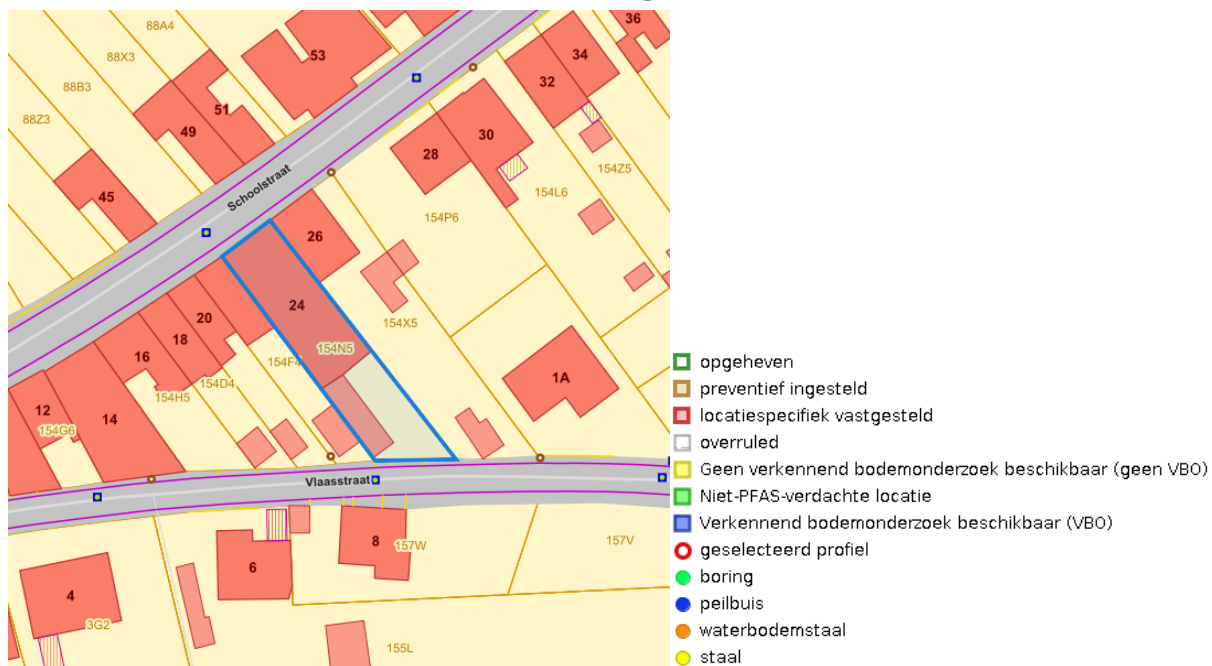 88A4
36
53
34
88X3
32
88B3
51
88Z3
49
30
28
154Z5
45
Schoolstraat
154L6
154P6
26
24
20
154X5
18
154N5
16
154F4
1A
154D4
154H5
12
14
154G6
Vlaasstraat
8
157W
157V
6
4
3G2
155L
opgeheven
preventief ingesteld
locatiespecifiek vastgesteld
overruled
Geen verkennend bodemonderzoek beschikbaar (geen VBO)
Niet-PFAS-verdachte locatie
Verkennend bodemonderzoek beschikbaar (VBO)
geselecteerd profiel
boring
peilbuis
waterbodemstaal
staal